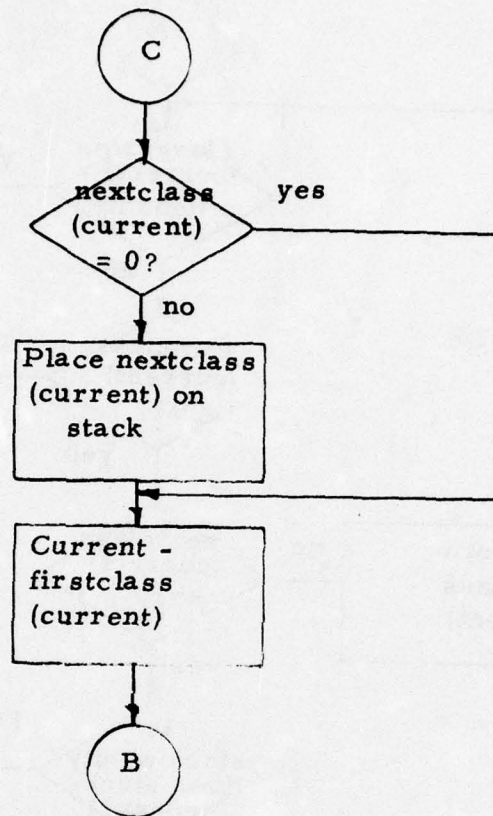 C
nextclass
yes
(current)
= 0?
no
Place nextclass
(current) on
stack
Current -
firstclass
(current)
B